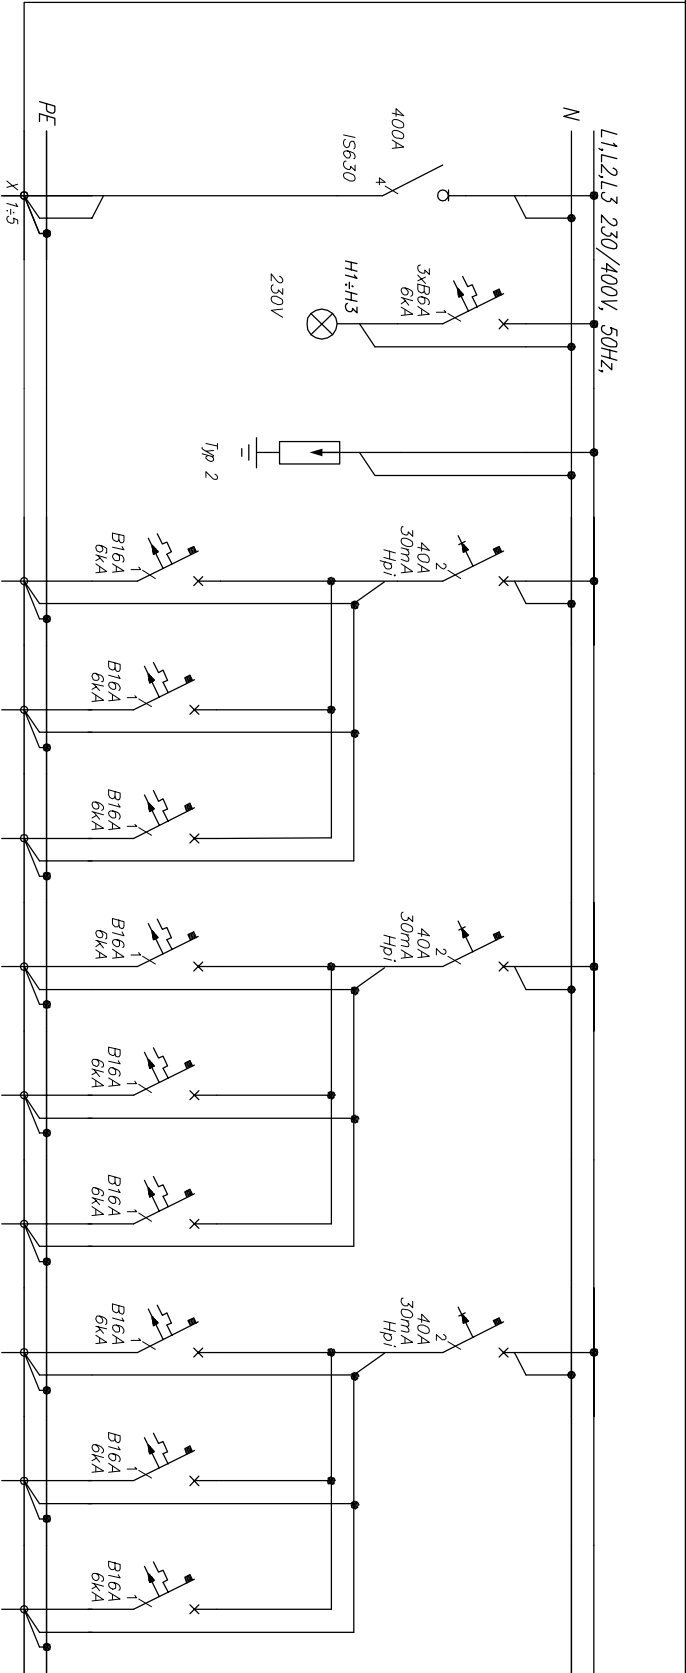 L1,L2,L3 230/400V, 50Hz,
N
PE
400A
IS630
4
X 1÷5
3xB6A
6kA
1
H1÷H3
230V
Typ 2
40A
30mA
Hpi
2
B16A
6kA
1
B16A
6kA
1
B16A
6kA
1
40A
30mA
Hpi
2
B16A
6kA
1
B16A
6kA
1
B16A
6kA
1
40A
30mA
Hpi
2
B16A
6kA
1
B16A
6kA
1
B16A
6kA
1